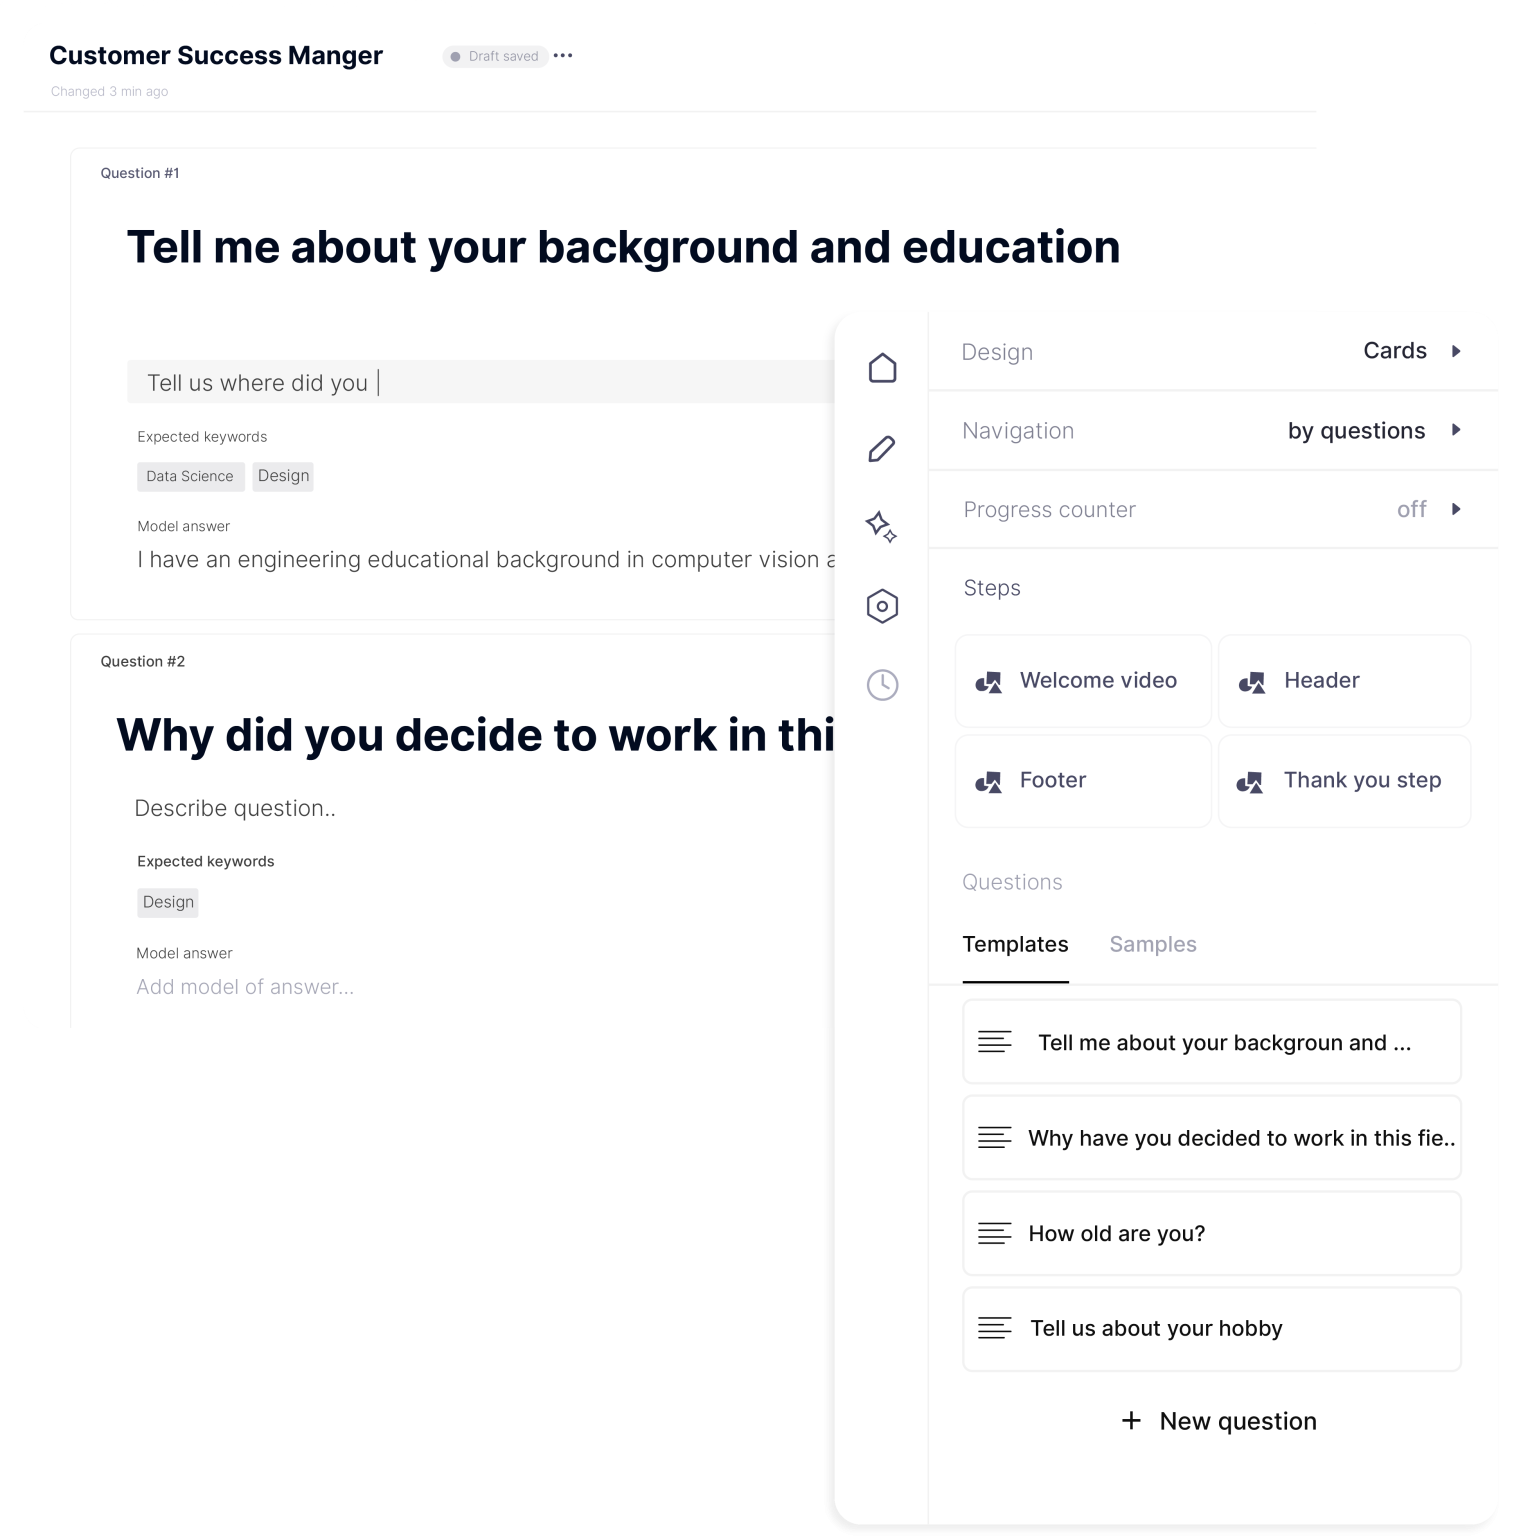 Customer Success Manger
Draft saved
Changed 3 min ago
Question #1
Tell me about your background and education
Tell us where did you
Expected keywords
Data Science
Design
Model answer
I have an engineering educational background in computer vision a
Question #2
Why did you decide to work in thi
Describe question..
Expected keywords
Design
Model answer
Add model of answer...
Design
Cards
Navigation
by questions
Progress counter
off
Steps
Welcome video
Header
Footer
Thank you step
Questions
Templates
Samples
Tell me about your backgroun and ...
Why have you decided to work in this fie..
How old are you?
Tell us about your hobby
+ New question